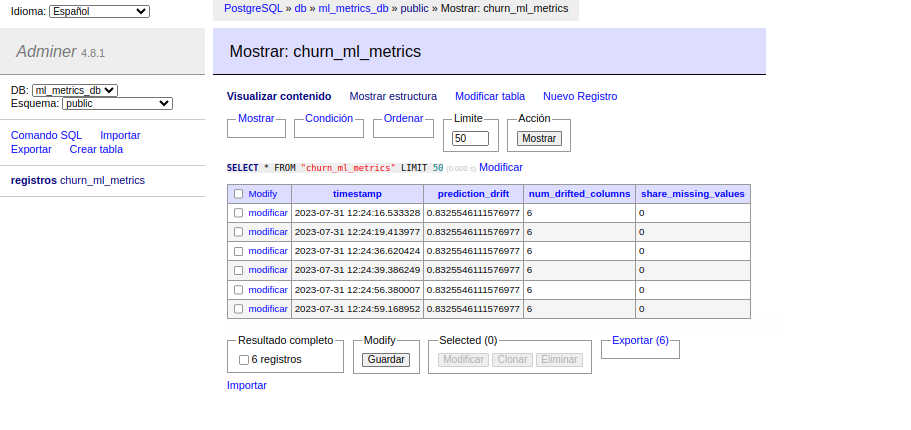 Idioma: Español
PostgreSQL » db » ml_metrics_db » public » Mostrar: churn_ml_metrics
Adminer 4.8.1
Mostrar: churn_ml_metrics
DB: ml_metrics_db
Esquema: public
Comando SQL Importar
Exportar Crear tabla
registros churn_ml_metrics
Visualizar contenido Mostrar estructura Modificar tabla Nuevo Registro
Mostrar Condición Ordenar Limite Acción
50 Mostrar
SELECT * FROM "churn_ml_metrics" LIMIT 50 (0.000 s) Modificar
Modify timestamp prediction_drift num_drifted_columns share_missing_values
modificar 2023-07-31 12:24:16.533328 0.8325546111576977 6 0
modificar 2023-07-31 12:24:19.413977 0.8325546111576977 6 0
modificar 2023-07-31 12:24:36.620424 0.8325546111576977 6 0
modificar 2023-07-31 12:24:39.386249 0.8325546111576977 6 0
modificar 2023-07-31 12:24:56.380007 0.8325546111576977 6 0
modificar 2023-07-31 12:24:59.168952 0.8325546111576977 6 0
Resultado completo Modify Selected (0) Exportar (6)
6 registros Guardar Modificar Clonar Eliminar
Importar